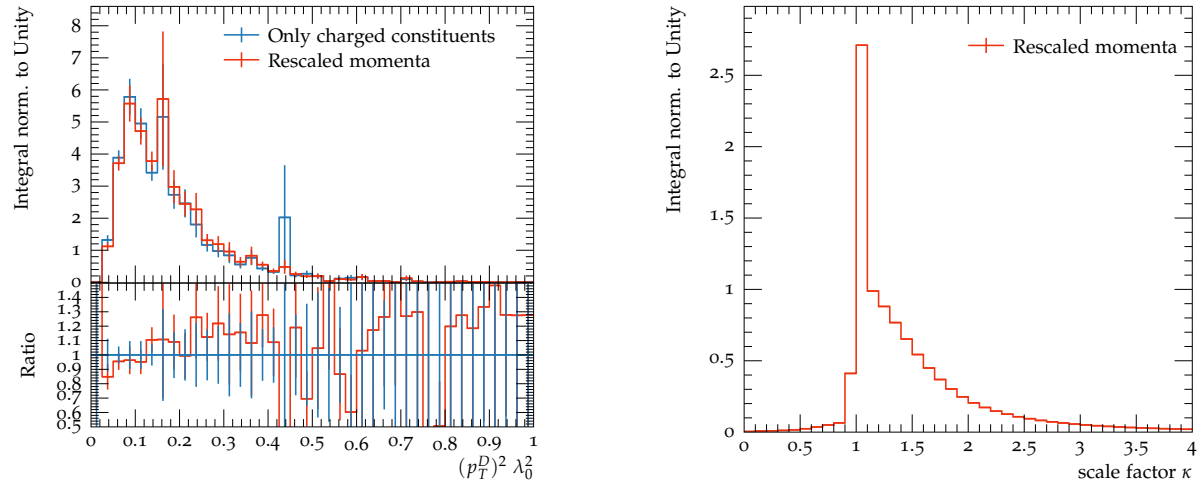 Integral norm. to Unity
8
7
6
5
4
3
2
1
0
Only charged constituents
Rescaled momenta
Ratio
1.4
1.3
1.2
1.1
1
0.9
0.8
0.7
0.6
0.5
0 0.1 0.2 0.3 0.4 0.5 0.6 0.7 0.8 0.9 1
(p_T^D)^2 λ_0^2
Integral norm. to Unity
2.5
2
1.5
1
0.5
0
Rescaled momenta
0 0.5 1 1.5 2 2.5 3 3.5 4
scale factor κ